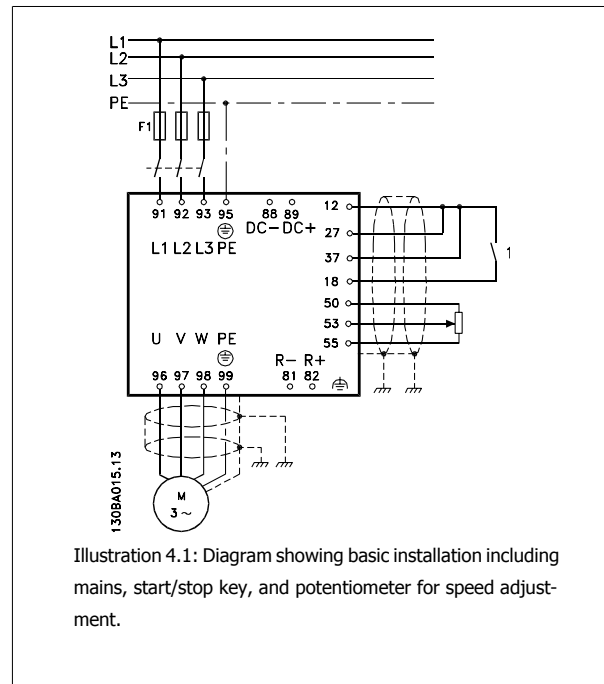 L1
L2
L3
PE
F1
91 92 93 95 88 89 12
DC- DC+
L1 L2 L3 PE
27
37
1
18
50
53
55
U V W PE
R- R+
96 97 98 99 81 82
M
3 ~
130BA015.13
Illustration 4.1: Diagram showing basic installation including
mains, start/stop key, and potentiometer for speed adjust-
ment.